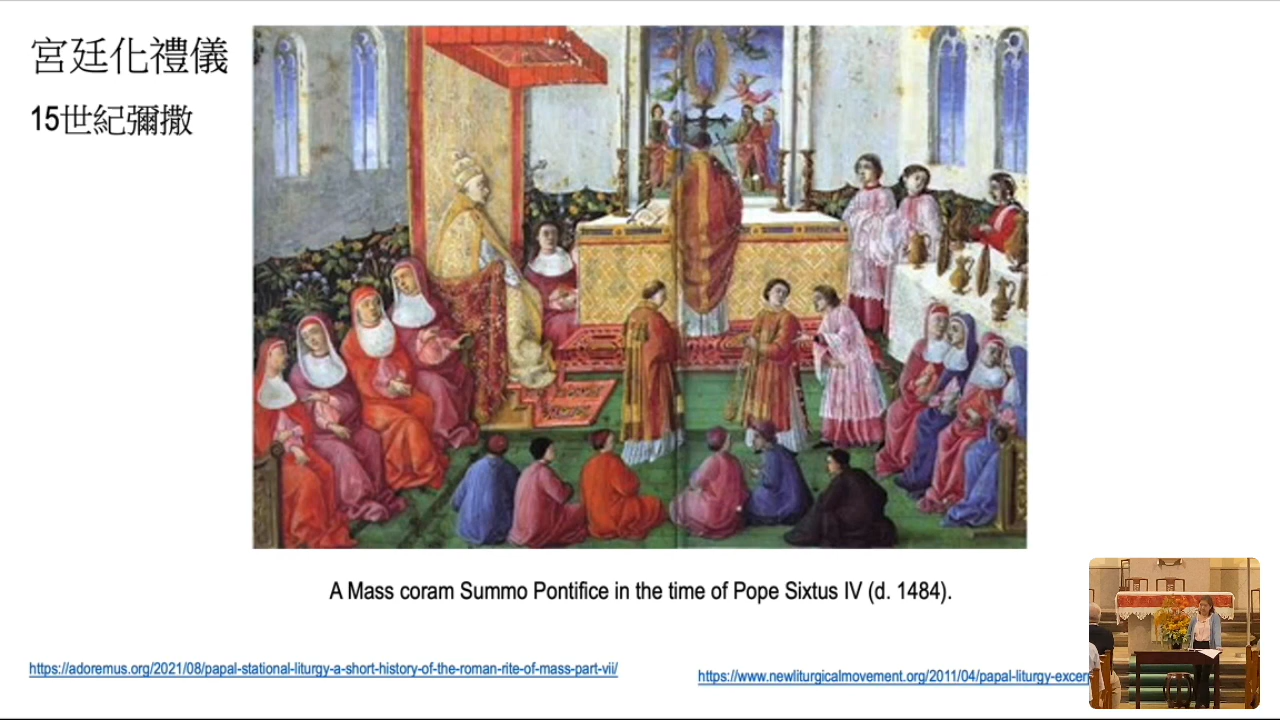 宮廷化禮儀
15世紀彌撒
A Mass coram Summo Pontifice in the time of Pope Sixtus IV (d. 1484).
https://adoremus.org/2021/08/papal-stational-liturgy-a-short-history-of-the-roman-rite-of-mass-part-vii/
https://www.newliturgicalmovement.org/2011/04/papal-liturgy-excer